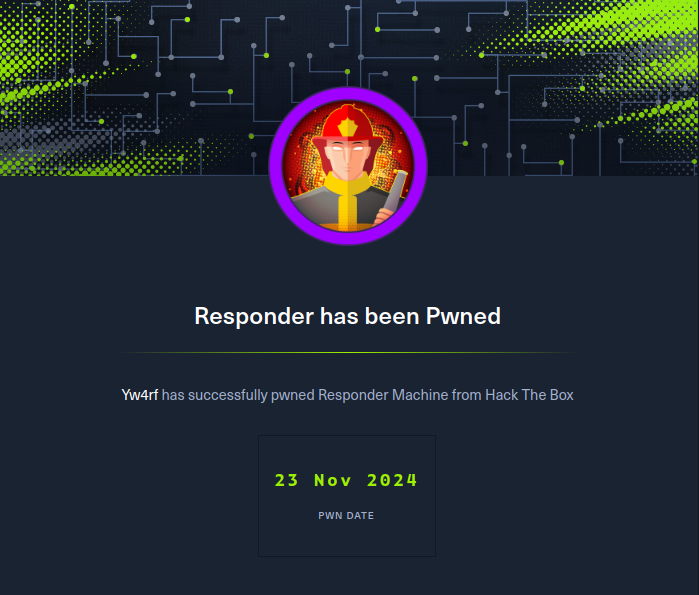 Responder has been Pwned
Yw4rf has successfully pwned Responder Machine from Hack The Box
23 Nov 2024
PWN DATE